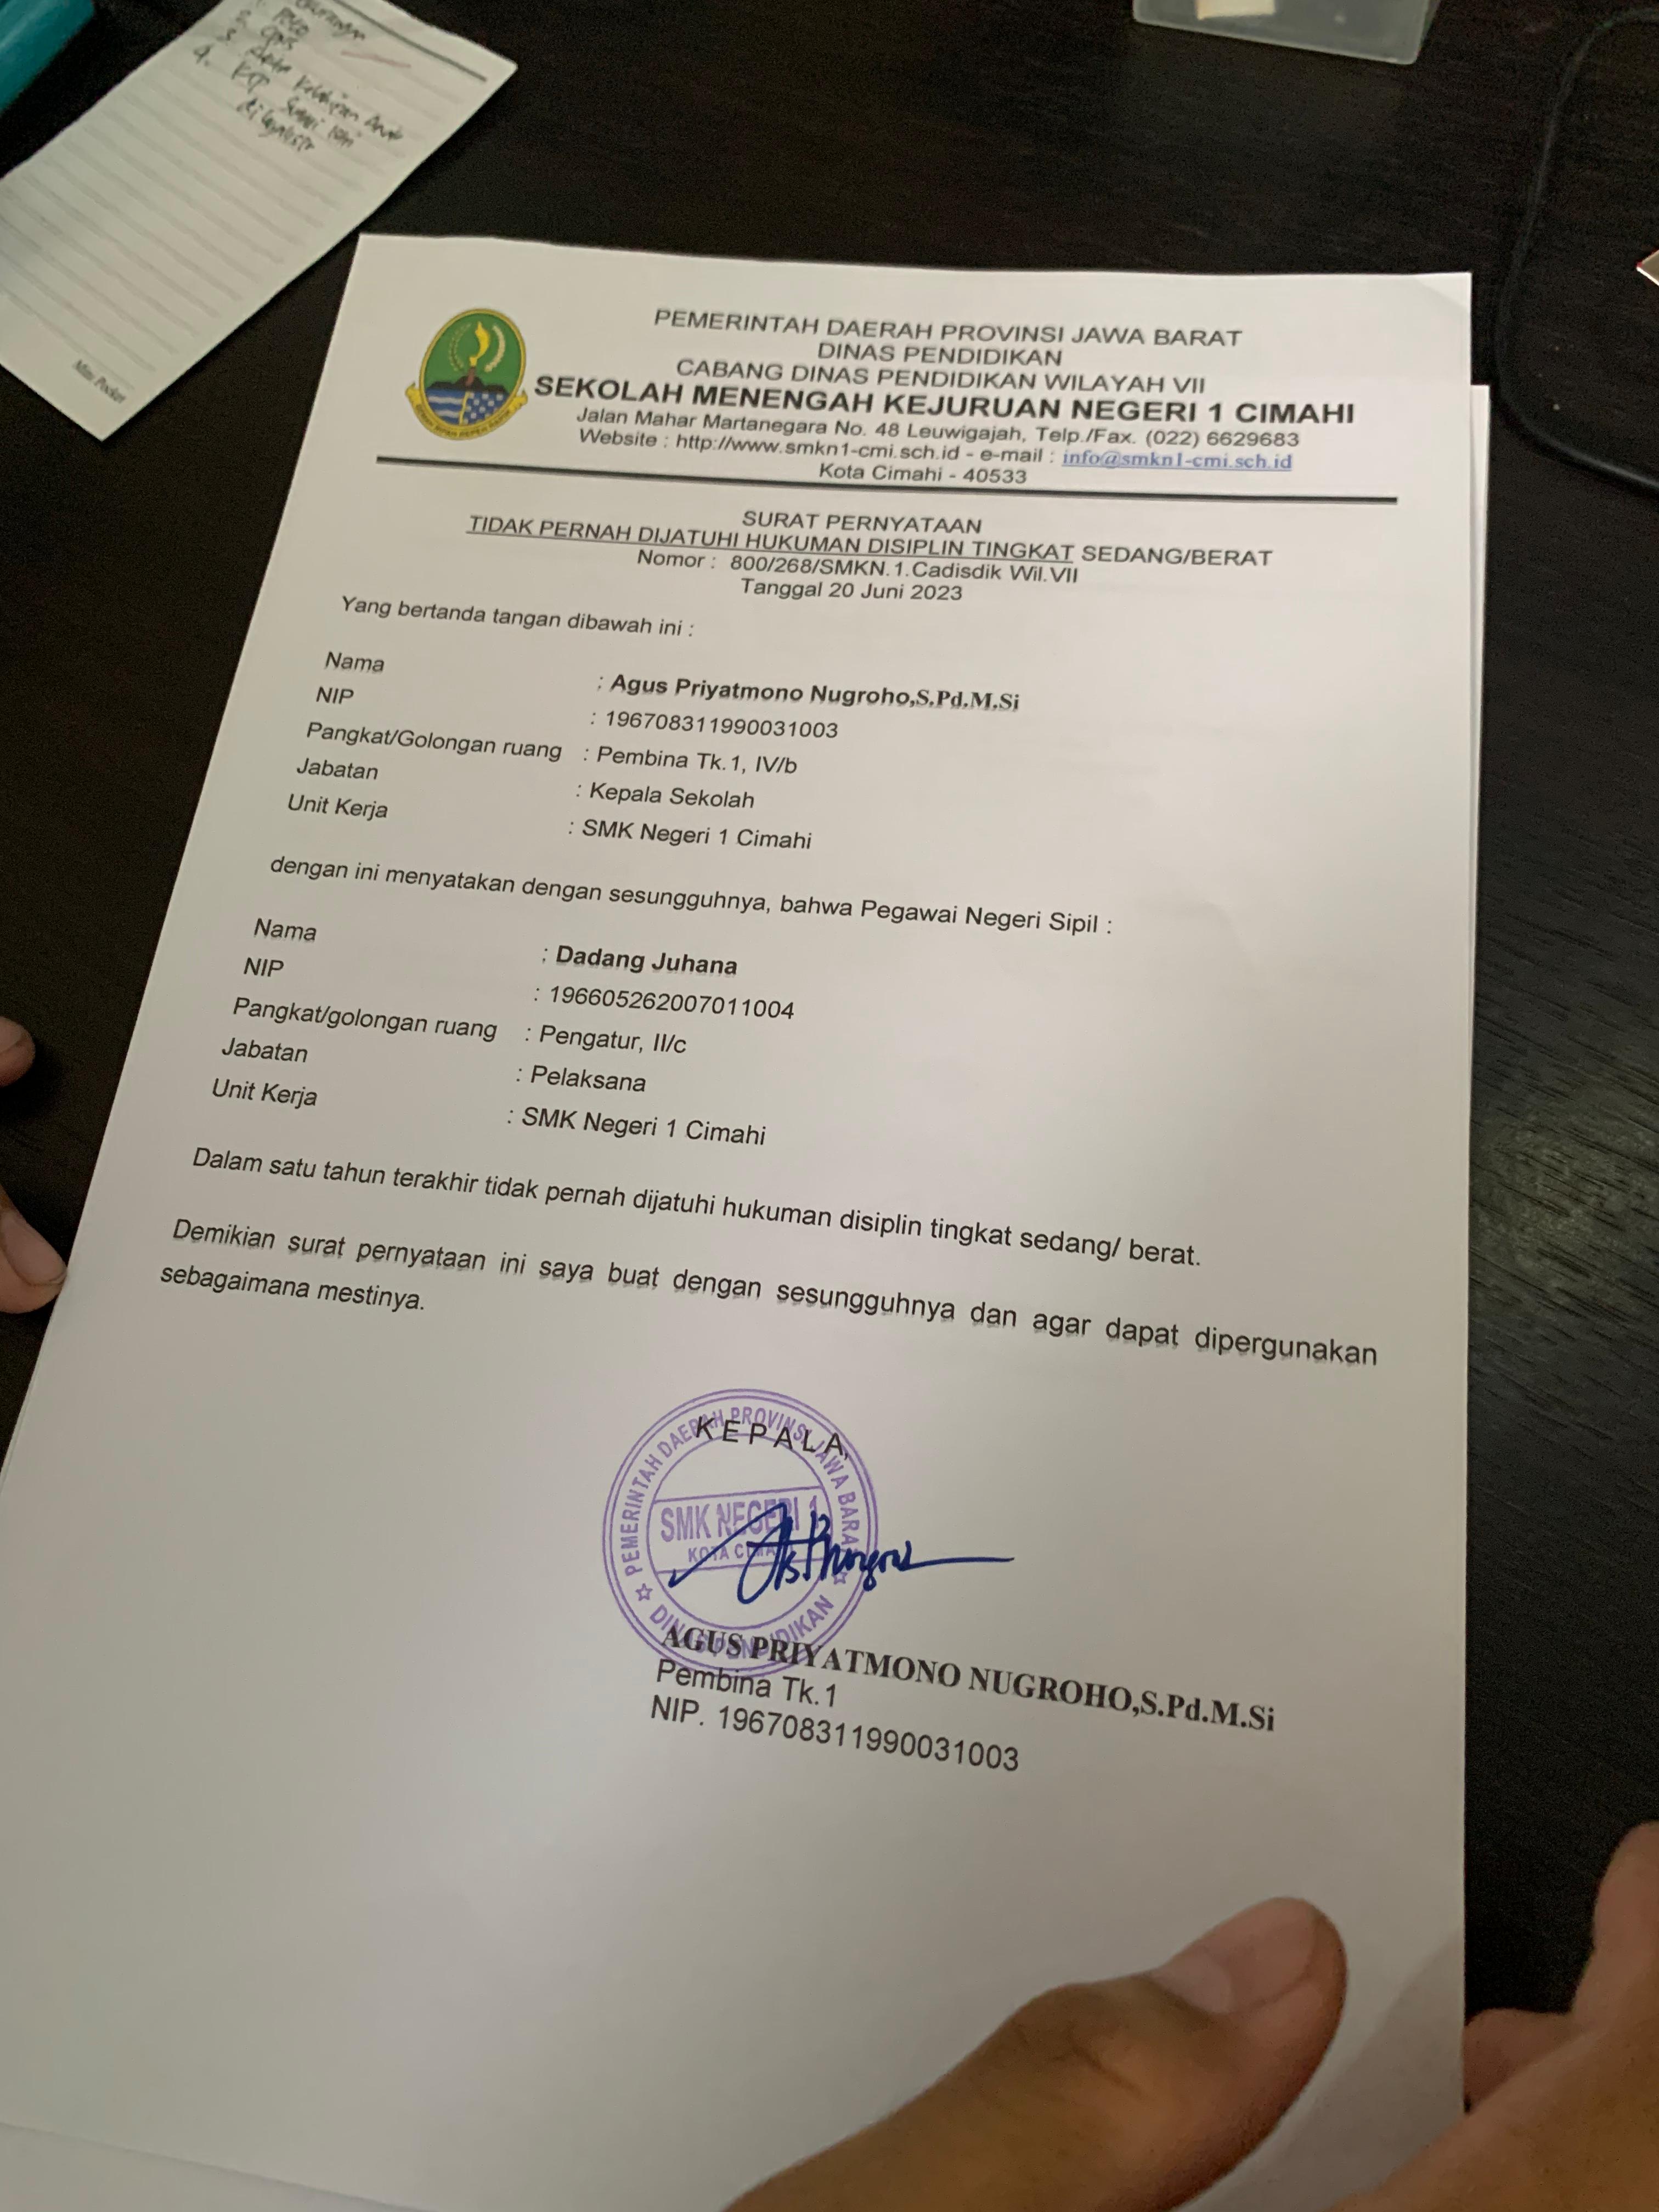 3. Akta Kelahiran Anak
4. KTP Suami Istri
dilegalisir
Mini Pocket
PEMERINTAH DAERAH PROVINSI JAWA BARAT
DINAS PENDIDIKAN
CABANG DINAS PENDIDIKAN WILAYAH VII
SEKOLAH MENENGAH KEJURUAN NEGERI 1 CIMAHI
Jalan Mahar Martanegara No. 48 Leuwigajah, Telp./Fax. (022) 6629683
Website : http://www.smkn1-cmi.sch.id - e-mail : info@smkn1-cmi.sch.id
Kota Cimahi - 40533
SURAT PERNYATAAN
TIDAK PERNAH DIJATUHI HUKUMAN DISIPLIN TINGKAT SEDANG/BERAT
Nomor : 800/268/SMKN.1.Cadisdik Wil.VII
Tanggal 20 Juni 2023
Yang bertanda tangan dibawah ini :
Nama : Agus Priyatmono Nugroho,S.Pd.M.Si
NIP : 196708311990031003
Pangkat/Golongan ruang : Pembina Tk.1, IV/b
Jabatan : Kepala Sekolah
Unit Kerja : SMK Negeri 1 Cimahi
dengan ini menyatakan dengan sesungguhnya, bahwa Pegawai Negeri Sipil :
Nama : Dadang Juhana
NIP : 196605262007011004
Pangkat/golongan ruang : Pengatur, II/c
Jabatan : Pelaksana
Unit Kerja : SMK Negeri 1 Cimahi
Dalam satu tahun terakhir tidak pernah dijatuhi hukuman disiplin tingkat sedang/ berat.
Demikian surat pernyataan ini saya buat dengan sesungguhnya dan agar dapat dipergunakan
sebagaimana mestinya.
KEPALA,
PEMERINTAH DAERAH PROVINSI JAWA BARAT
SMK NEGERI 1
KOTA CIMAHI
DINAS PENDIDIKAN
AGUS PRIYATMONO NUGROHO,S.Pd.M.Si
Pembina Tk.1
NIP. 196708311990031003